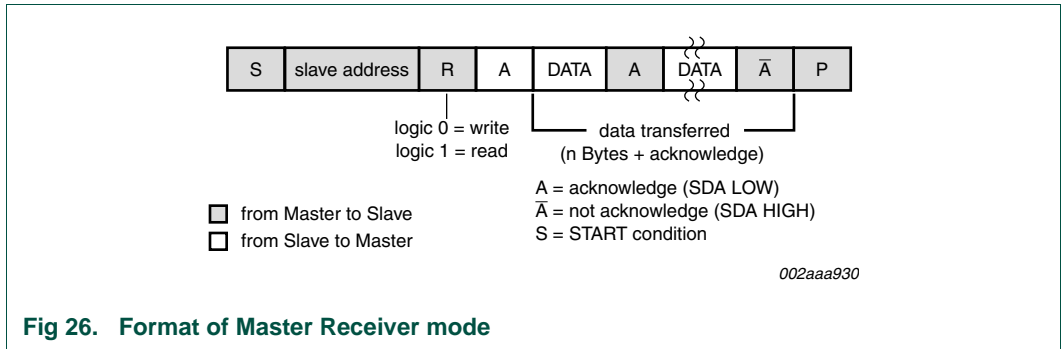 S slave address R A DATA A DATA A̅ P
logic 0 = write
logic 1 = read
data transferred
(n Bytes + acknowledge)
A = acknowledge (SDA LOW)
A̅ = not acknowledge (SDA HIGH)
S = START condition
from Master to Slave
from Slave to Master
002aaa930
Fig 26. Format of Master Receiver mode